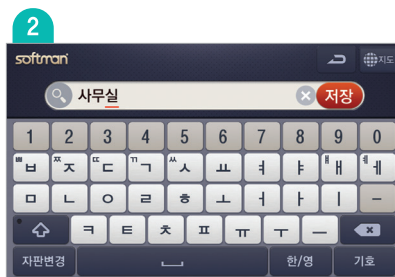 2
softman
지도
사무실
저장
1 2 3 4 5 6 7 8 9 0
ㅃ ㅂ ㅉ ㅈ ㄸ ㄷ ㄲ ㄱ ㅆ ㅅ ㅛ ㅕ ㅑ ㅒ ㅐ ㅖ ㅔ
ㅁ ㄴ ㅇ ㄹ ㅎ ㅗ ㅓ ㅏ ㅣ -
ㅋ ㅌ ㅊ ㅍ ㅠ ㅜ ㅡ
자판변경 한/영 기호